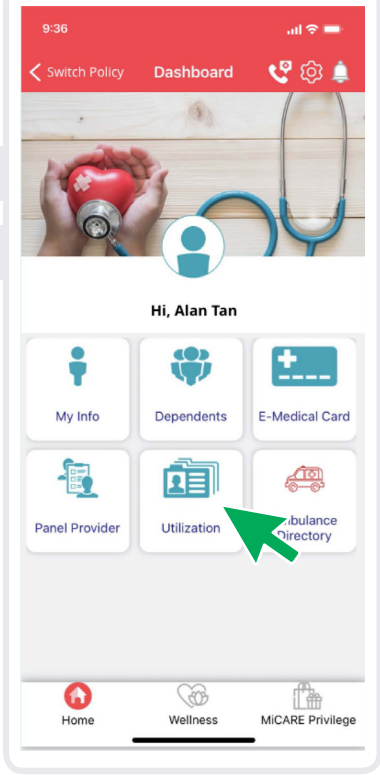 9:36
Switch Policy Dashboard
Hi, Alan Tan
My Info Dependents E-Medical Card
Panel Provider Utilization
Directory
Home Wellness MiCARE Privilege